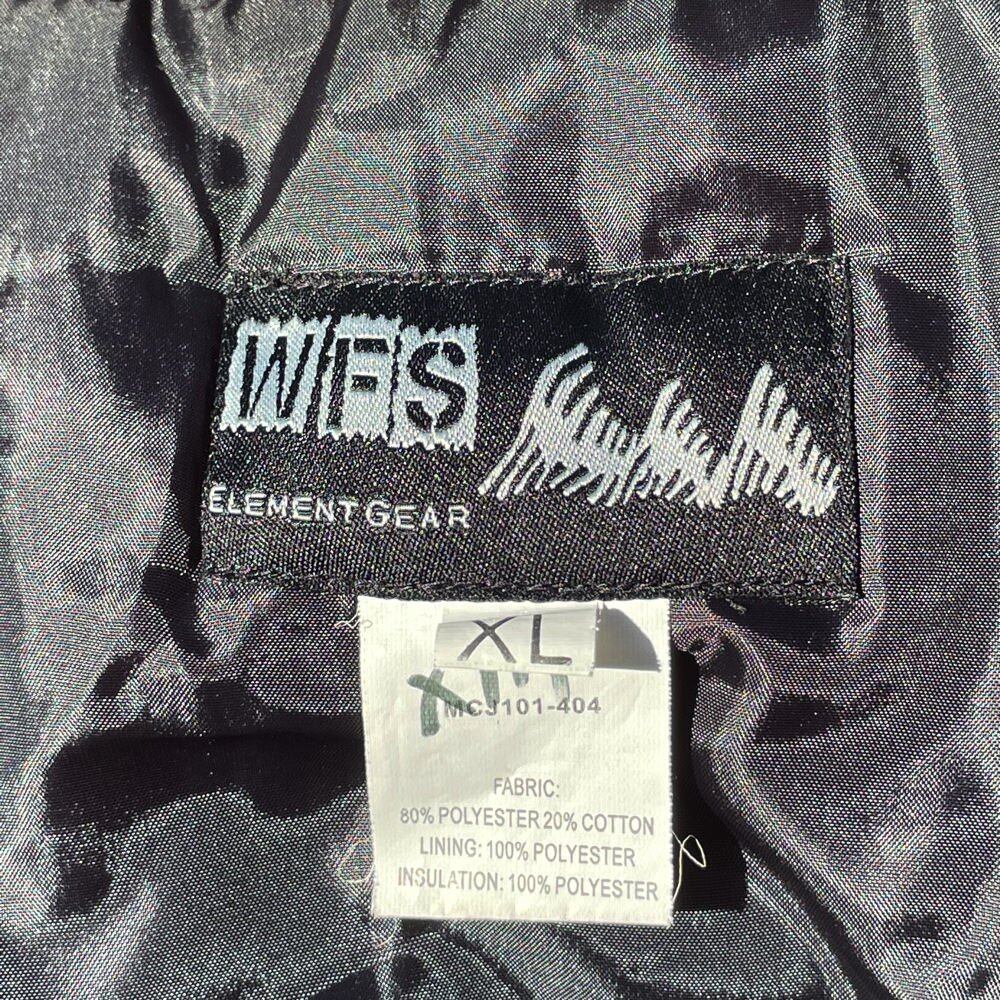 WFS
ELEMENT GEAR
XL
MCJ101-404
FABRIC:
80% POLYESTER 20% COTTON
LINING: 100% POLYESTER
INSULATION: 100% POLYESTER